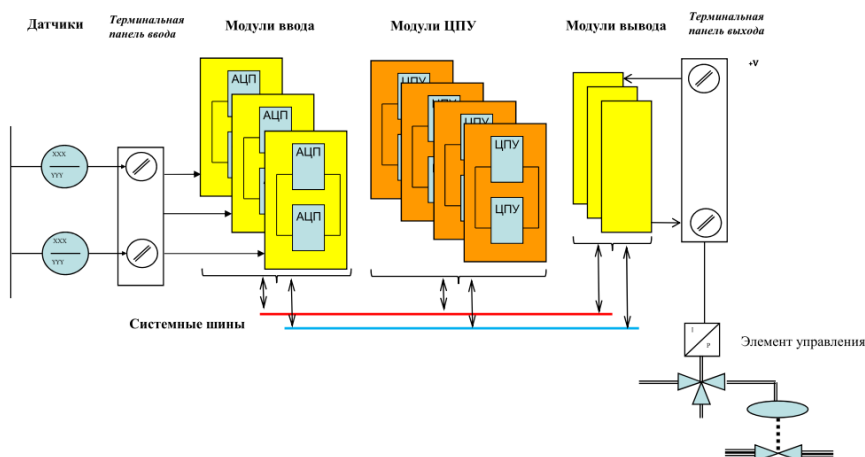 Датчики
Терминальная
панель ввода
Модули ввода
Модули ЦПУ
Модули вывода
Терминальная
панель выхода
+V
АЦП
АЦП
АЦП
АЦП
ЦПУ
ЦПУ
ЦПУ
ЦПУ
ЦПУ
XXX
YYY
XXX
YYY
Системные шины
I
P
Элемент управления